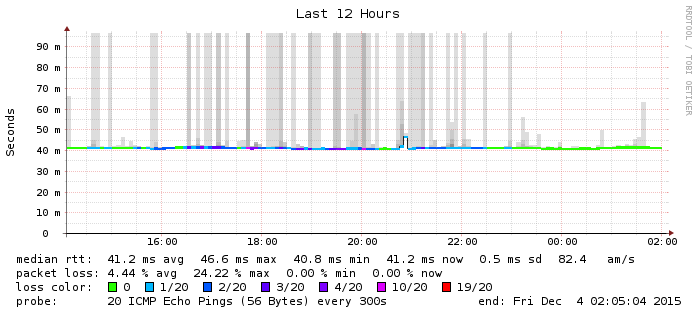 Last 12 Hours
RRDTOOL / TOBI OETIKER
Seconds
90 m
80 m
70 m
60 m
50 m
40 m
30 m
20 m
10 m
0
16:00 18:00 20:00 22:00 00:00 02:00
median rtt: 41.2 ms avg 46.6 ms max 40.8 ms min 41.2 ms now 0.5 ms sd 82.4 am/s
packet loss: 4.44 % avg 24.22 % max 0.00 % min 0.00 % now
loss color: 0 1/20 2/20 3/20 4/20 10/20 19/20
probe: 20 ICMP Echo Pings (56 Bytes) every 300s end: Fri Dec 4 02:05:04 2015